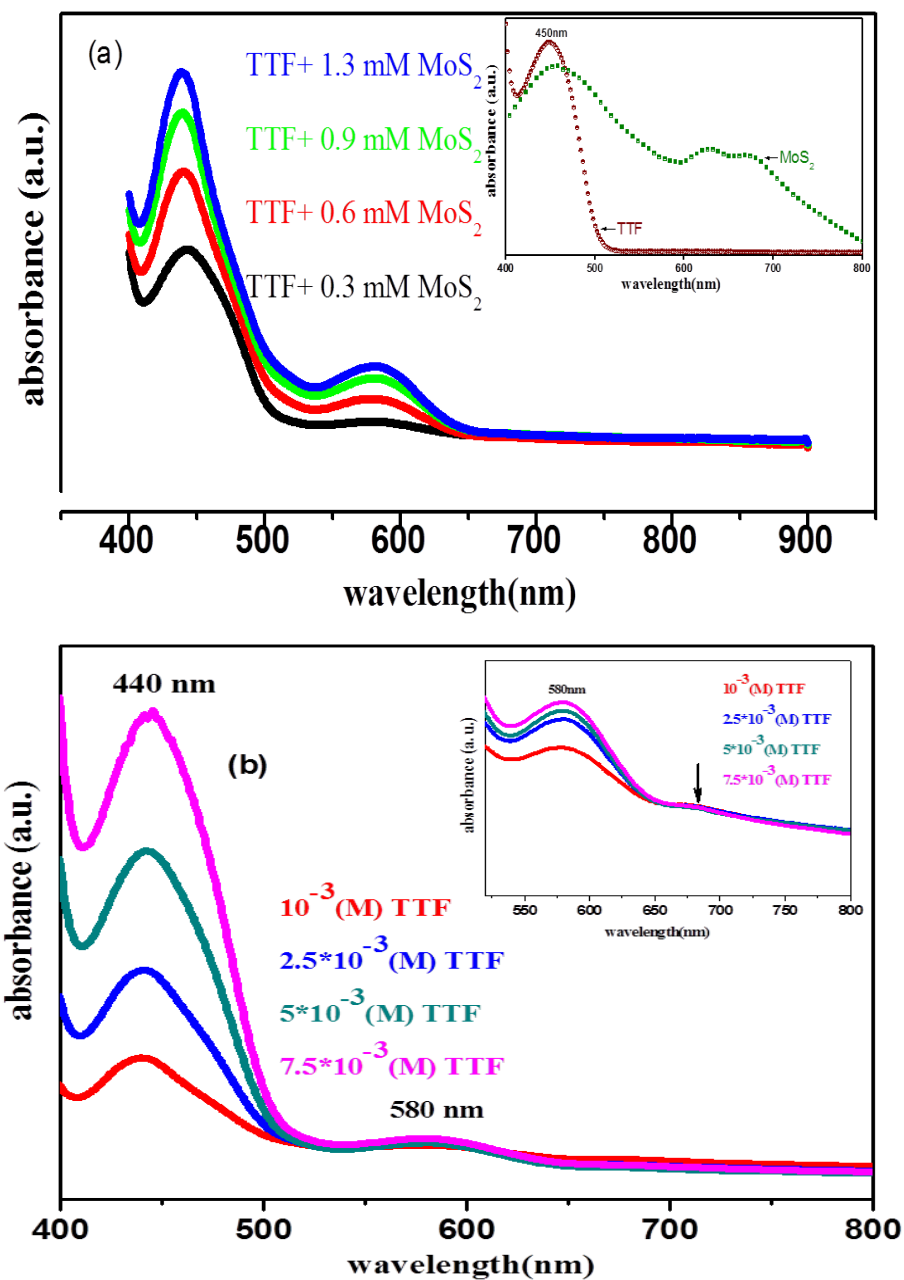 (a)
TTF+ 1.3 mM MoS2
TTF+ 0.9 mM MoS2
TTF+ 0.6 mM MoS2
TTF+ 0.3 mM MoS2
absorbance (a.u.)
400 500 600 700 800 900
wavelength(nm)
450nm
MoS2
TTF
absorbance (a.u.)
400 500 600 700 800
wavelength(nm)
440 nm
(b)
10-3(M) TTF
2.5*10-3(M) TTF
5*10-3(M) TTF
7.5*10-3(M) TTF
580 nm
absorbance (a.u.)
400 500 600 700 800
wavelength(nm)
580nm
10-3(M) TTF
2.5*10-3(M) TTF
5*10-3(M) TTF
7.5*10-3(M) TTF
absorbance (a. u.)
550 600 650 700 750 800
wavelength(nm)